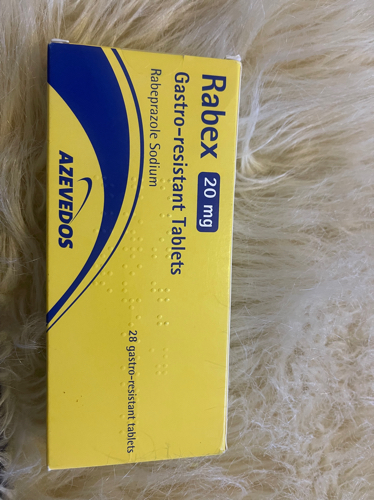 Rabex 20 mg
Gastro-resistant Tablets
Rabeprazole Sodium
AZEVEDOS
28 gastro-resistant tablets